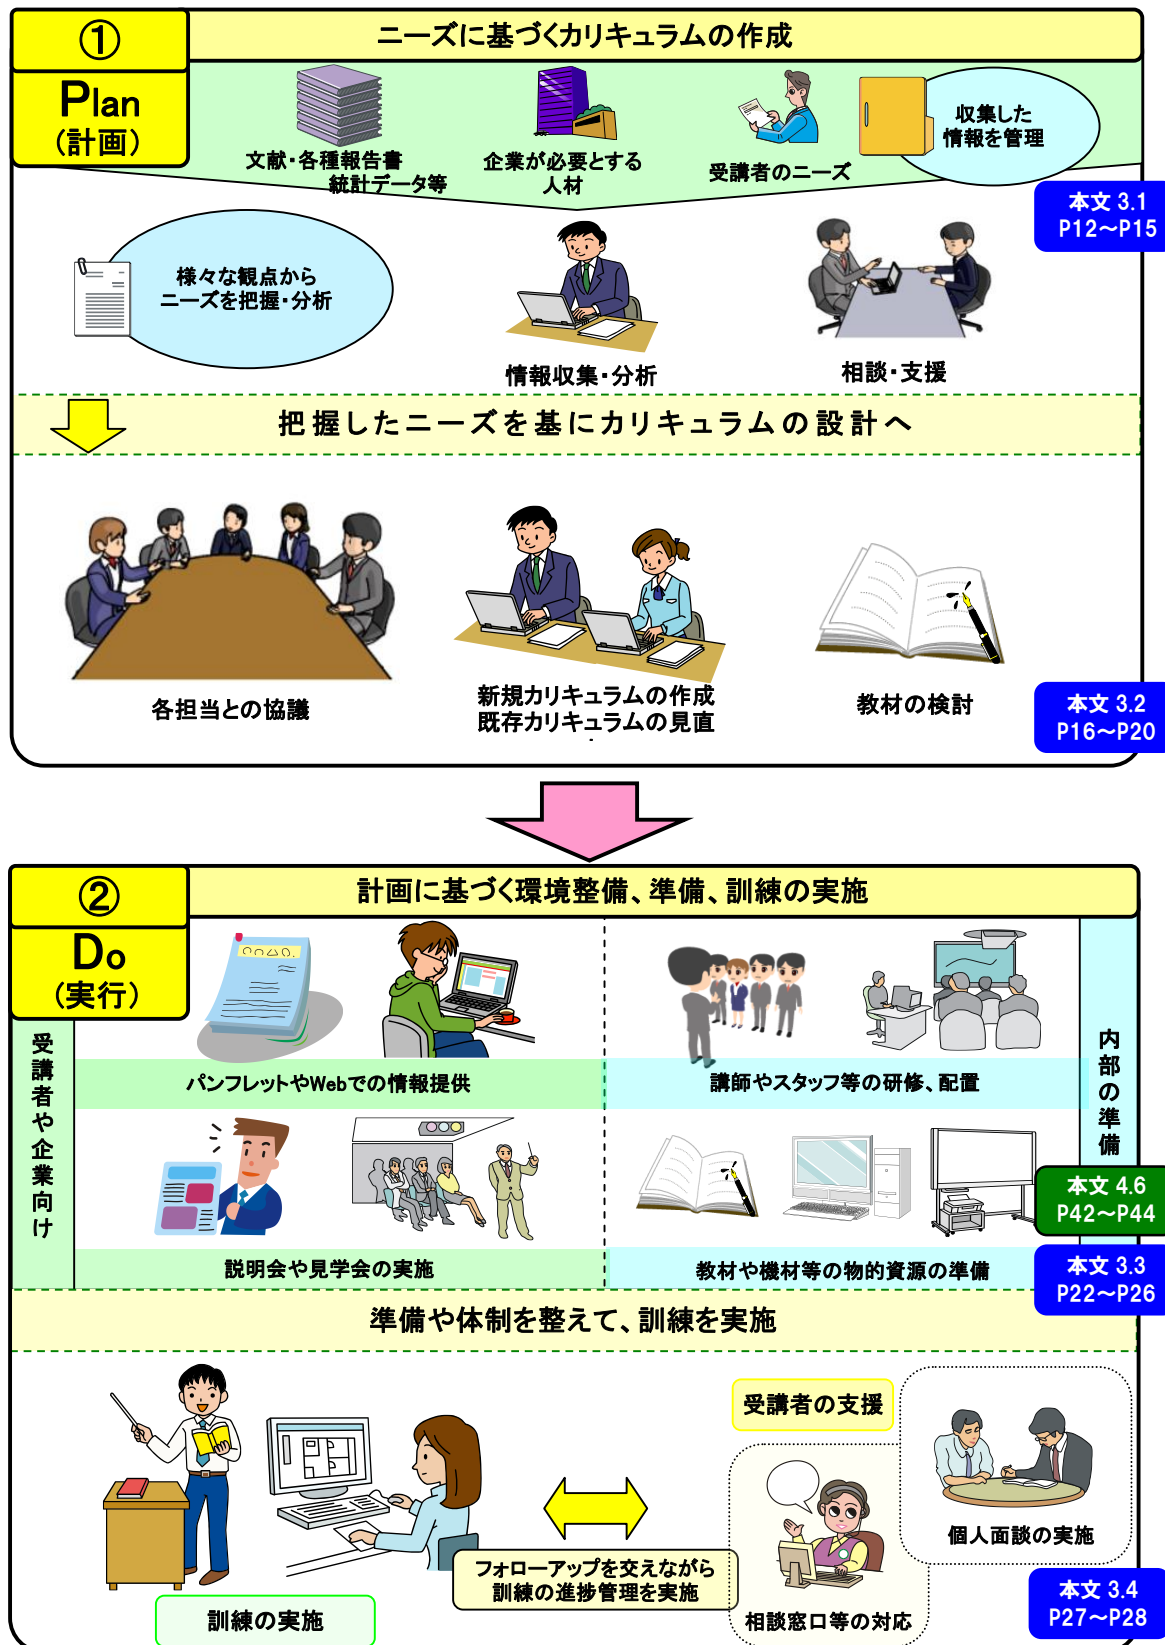 ①
ニーズに基づくカリキュラムの作成
Plan
(計画)
文献・各種報告書
統計データ等
企業が必要とする
人材
受講者のニーズ
収集した
情報を管理
本文 3.1
P12～P15
様々な観点から
ニーズを把握・分析
情報収集・分析
相談・支援
把握したニーズを基にカリキュラムの設計へ
各担当との協議
新規カリキュラムの作成
既存カリキュラムの見直
教材の検討
本文 3.2
P16～P20
②
計画に基づく環境整備、準備、訓練の実施
Do
(実行)
受講者や企業向け
パンフレットやWebでの情報提供
講師やスタッフ等の研修、配置
内部の準備
説明会や見学会の実施
教材や機材等の物的資源の準備
本文 4.6
P42～P44
本文 3.3
P22～P26
準備や体制を整えて、訓練を実施
受講者の支援
個人面談の実施
フォローアップを交えながら
訓練の進捗管理を実施
訓練の実施
相談窓口等の対応
本文 3.4
P27～P28